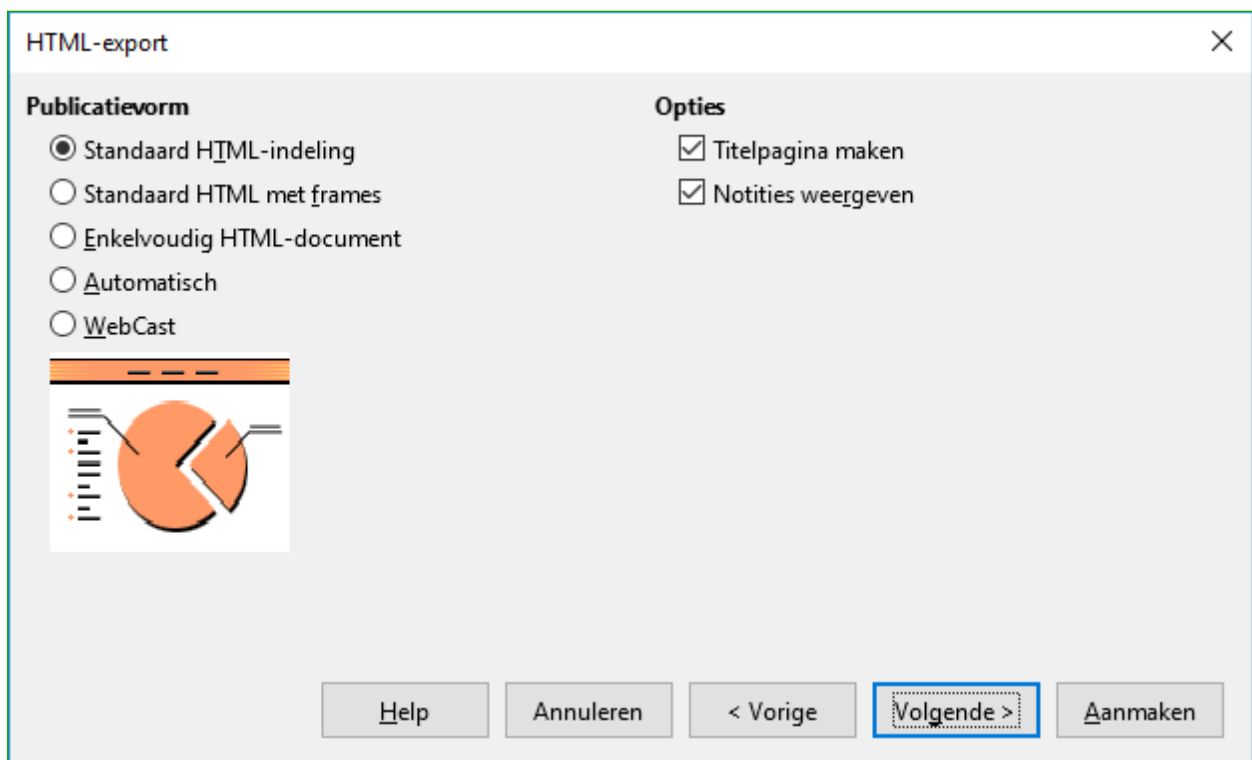 HTML-export
Publicatievorm
Standaard HTML-indeling
Standaard HTML met frames
Enkelvoudig HTML-document
Automatisch
WebCast
Opties
Titelpagina maken
Notities weergeven
Help
Annuleren
< Vorige
Volgende >
Aanmaken